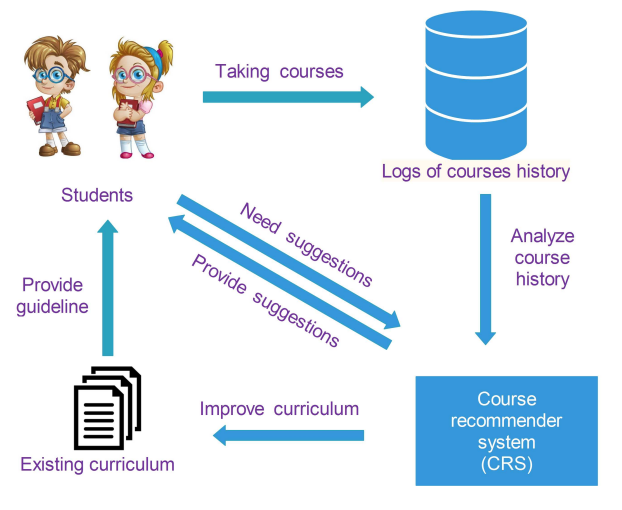 Taking courses
Logs of courses history
Students
Need suggestions
Provide suggestions
Analyze
course
history
Provide
guideline
Improve curriculum
Course
recommender
system
(CRS)
Existing curriculum